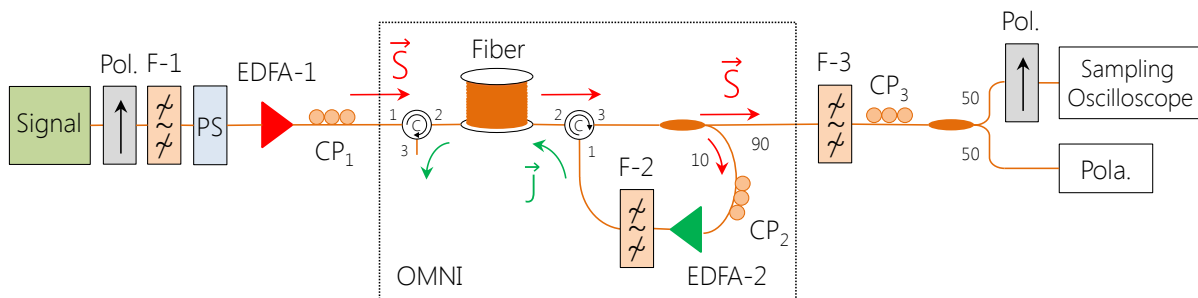 Signal
Pol.
F-1
PS
EDFA-1
CP1
S
1
C
2
3
Fiber
J
2
C
3
1
S
10
90
F-2
CP2
EDFA-2
OMNI
F-3
CP3
50
50
Pol.
Sampling
Oscilloscope
Pola.